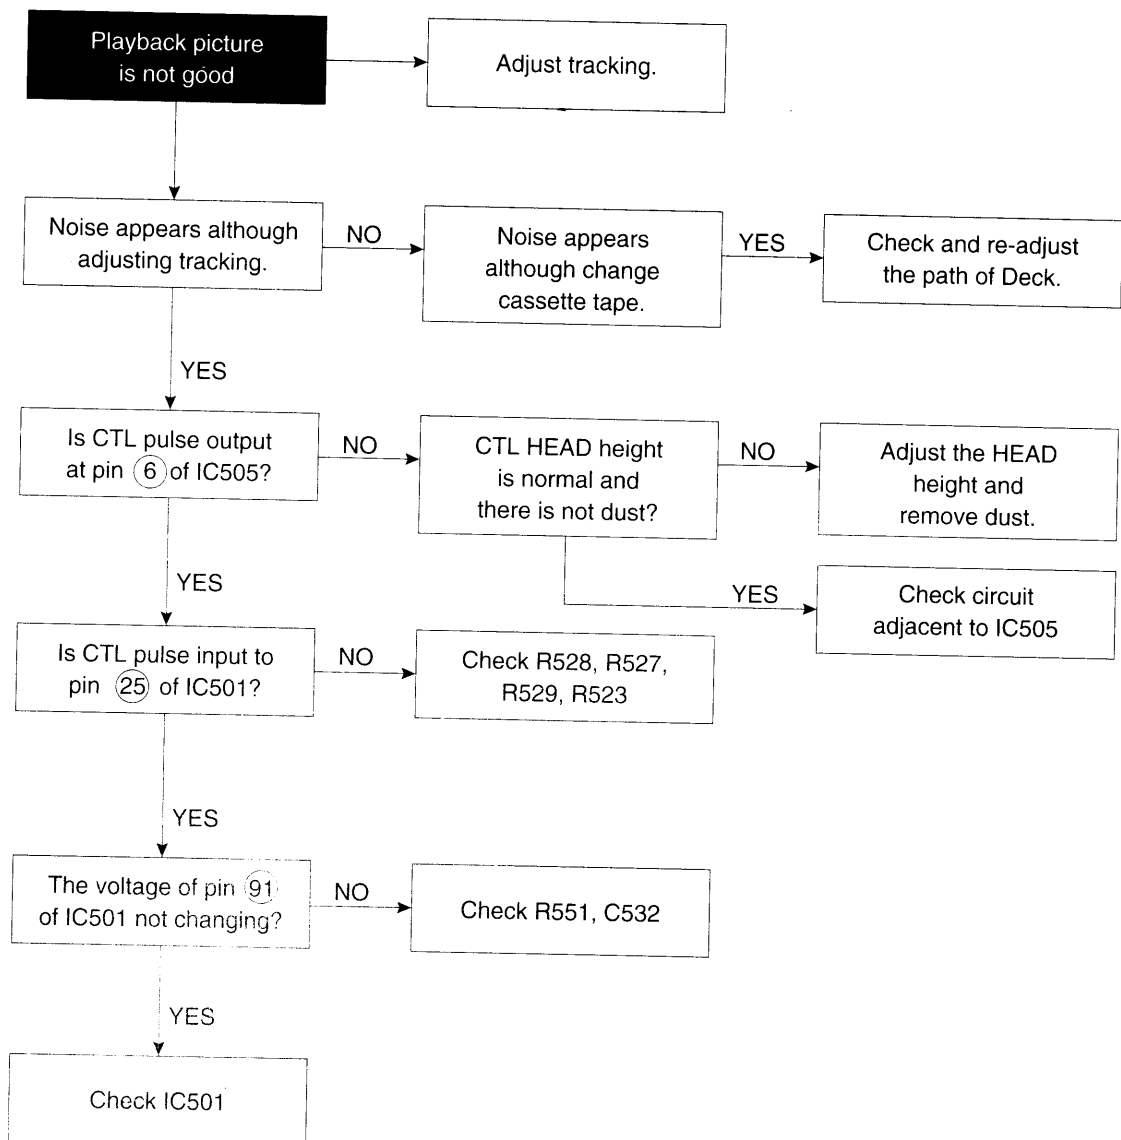 Playback picture
is not good
Adjust tracking.
Noise appears although
adjusting tracking.
NO
Noise appears
although change
cassette tape.
YES
Check and re-adjust
the path of Deck.
YES
Is CTL pulse output
at pin 6 of IC505?
NO
CTL HEAD height
is normal and
there is not dust?
NO
Adjust the HEAD
height and
remove dust.
YES
YES
Check circuit
adjacent to IC505
Is CTL pulse input to
pin 25 of IC501?
NO
Check R528, R527,
R529, R523
YES
The voltage of pin 91
of IC501 not changing?
NO
Check R551, C532
YES
Check IC501